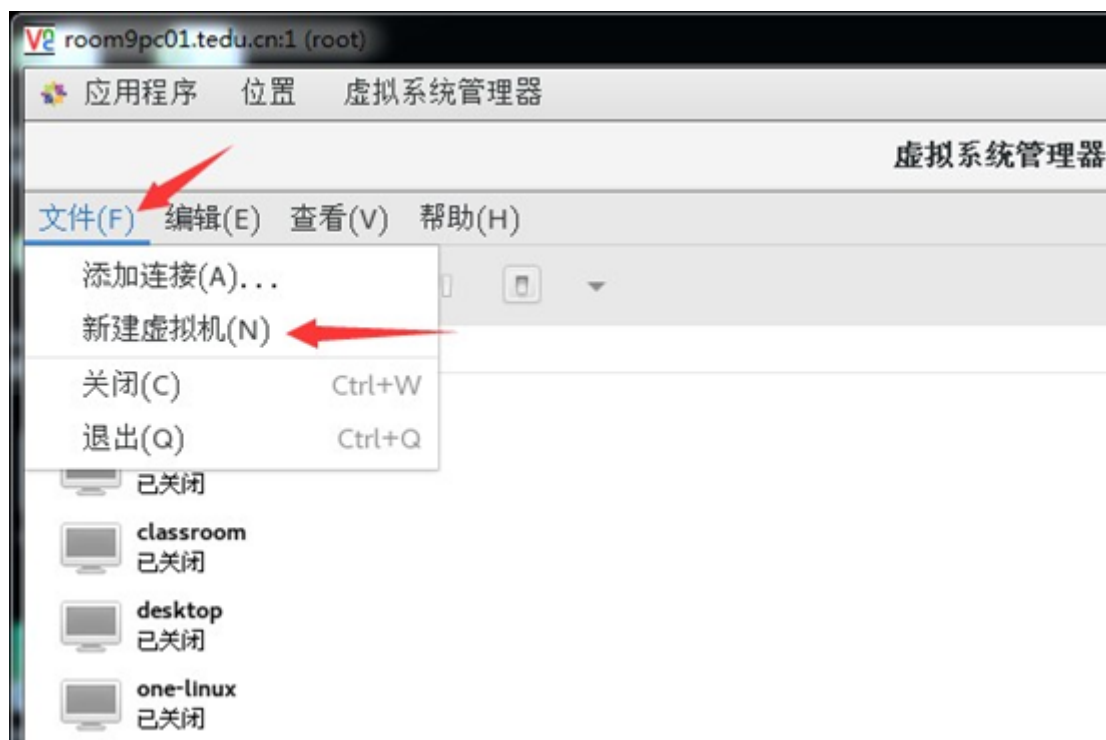 V2 room9pc01.tedu.cn:1 (root)
应用程序 位置 虚拟系统管理器
虚拟系统管理器
文件(F) 编辑(E) 查看(V) 帮助(H)
添加连接(A)...
新建虚拟机(N)
关闭(C) Ctrl+W
退出(Q) Ctrl+Q
已关闭
classroom
已关闭
desktop
已关闭
one-linux
已关闭